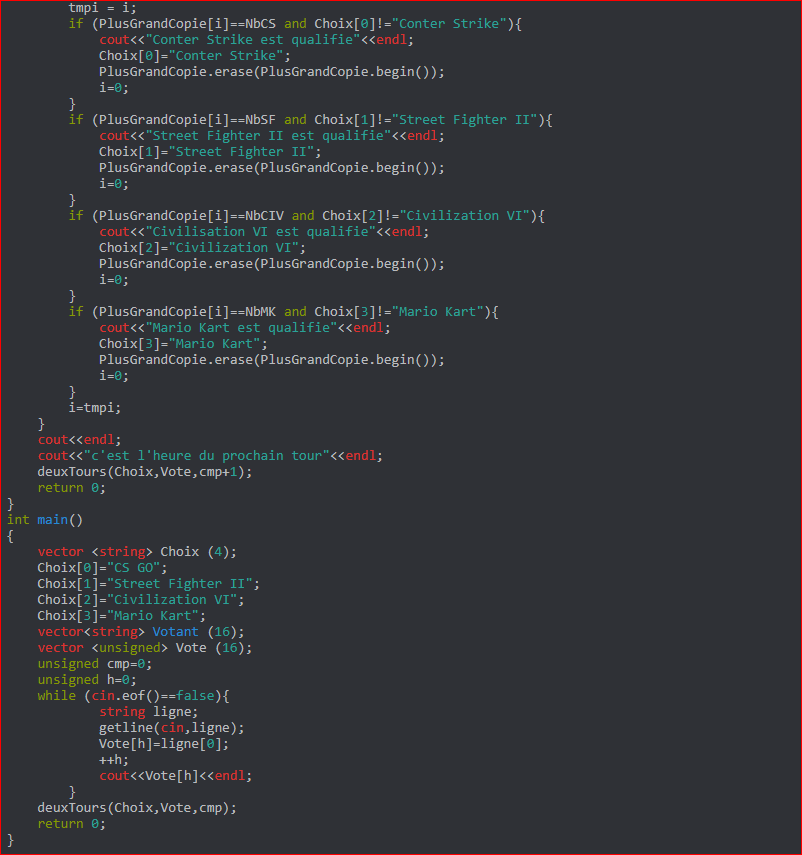 tmpi = i;
if (PlusGrandCopie[i]==NbCS and Choix[0]!="Conter Strike"){
cout<<"Conter Strike est qualifie"<<endl;
Choix[0]="Conter Strike";
PlusGrandCopie.erase(PlusGrandCopie.begin());
i=0;
}
if (PlusGrandCopie[i]==NbSF and Choix[1]!="Street Fighter II"){
cout<<"Street Fighter II est qualifie"<<endl;
Choix[1]="Street Fighter II";
PlusGrandCopie.erase(PlusGrandCopie.begin());
i=0;
}
if (PlusGrandCopie[i]==NbCIV and Choix[2]!="Civilization VI"){
cout<<"Civilisation VI est qualifie"<<endl;
Choix[2]="Civilization VI";
PlusGrandCopie.erase(PlusGrandCopie.begin());
i=0;
}
if (PlusGrandCopie[i]==NbMK and Choix[3]!="Mario Kart"){
cout<<"Mario Kart est qualifie"<<endl;
Choix[3]="Mario Kart";
PlusGrandCopie.erase(PlusGrandCopie.begin());
i=0;
}
i=tmpi;
}
cout<<endl;
cout<<"c'est l'heure du prochain tour"<<endl;
deuxTours(Choix,Vote,cmp+1);
return 0;
}
int main()
{
vector <string> Choix (4);
Choix[0]="CS GO";
Choix[1]="Street Fighter II";
Choix[2]="Civilization VI";
Choix[3]="Mario Kart";
vector<string> Votant (16);
vector <unsigned> Vote (16);
unsigned cmp=0;
unsigned h=0;
while (cin.eof()==false){
string ligne;
getline(cin,ligne);
Vote[h]=ligne[0];
++h;
cout<<Vote[h]<<endl;
}
deuxTours(Choix,Vote,cmp);
return 0;
}